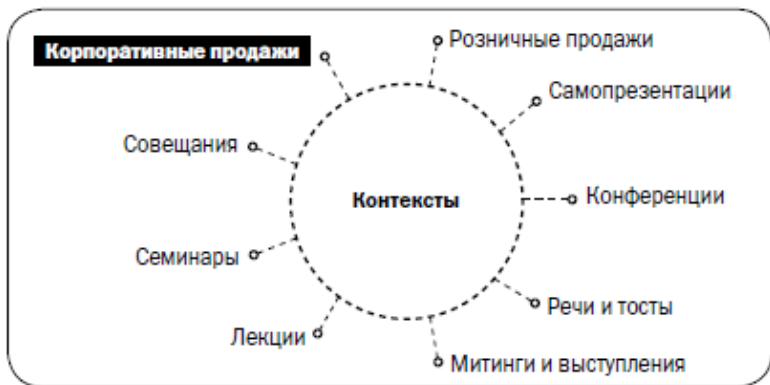 Корпоративные продажи
Розничные продажи
Самопрезентации
Совещания
Контексты
Конференции
Семинары
Речи и тосты
Лекции
Митинги и выступления